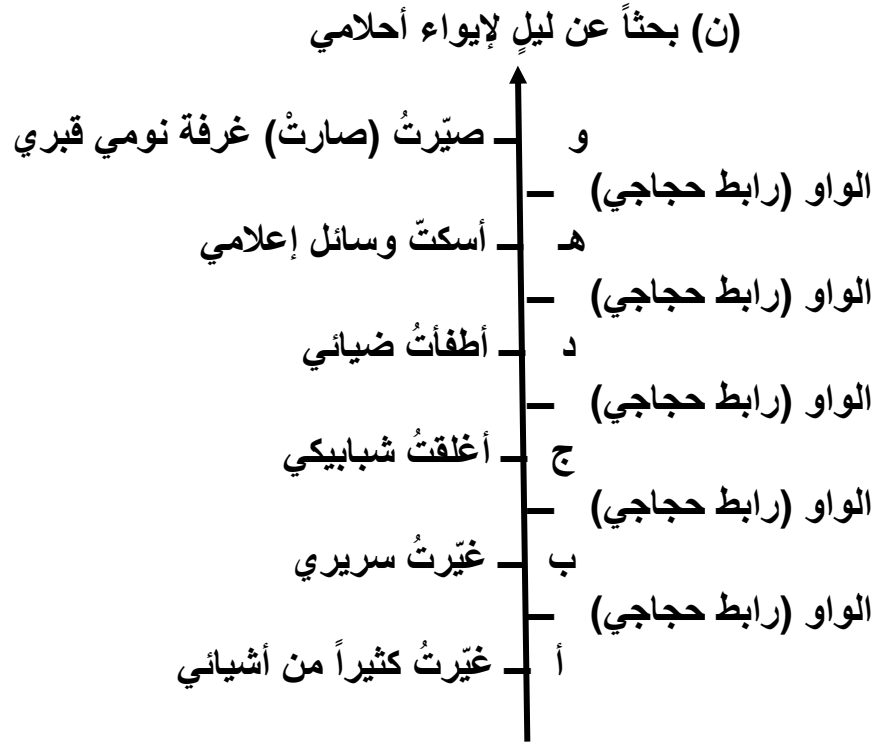 (ن) بحثاً عن ليلٍ لإيواء أحلامي
و ـ صيّرتُ (صارتْ) غرفة نومي قبري
الواو (رابط حجاجي) ـ
هـ ـ أسكتّ وسائل إعلامي
الواو (رابط حجاجي) ـ
د ـ أطفأتُ ضيائي
الواو (رابط حجاجي) ـ
ج ـ أغلقتُ شبابيكي
الواو (رابط حجاجي) ـ
ب ـ غيّرتُ سريري
الواو (رابط حجاجي) ـ
أ ـ غيّرتُ كثيراً من أشيائي